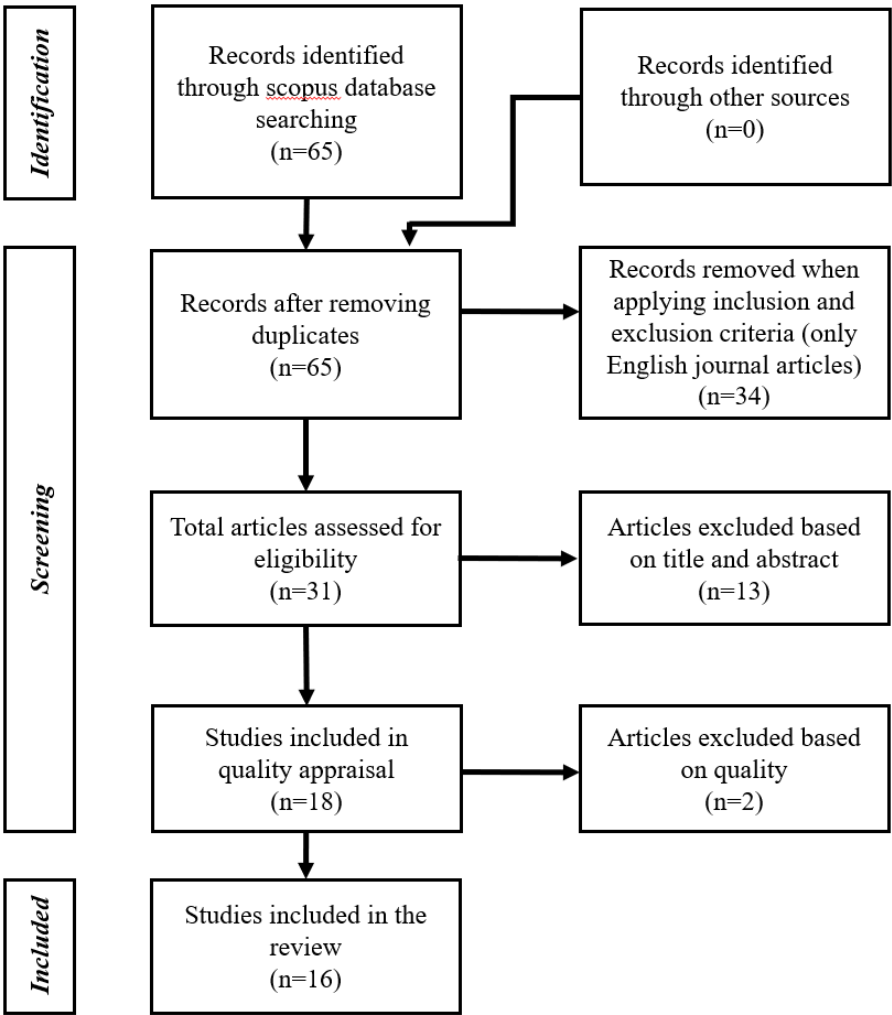 Identification
Records identified
through scopus database
searching
(n=65)
Records identified
through other sources
(n=0)
Screening
Records after removing
duplicates
(n=65)
Records removed when
applying inclusion and
exclusion criteria (only
English journal articles)
(n=34)
Total articles assessed for
eligibility
(n=31)
Articles excluded based
on title and abstract
(n=13)
Studies included in
quality appraisal
(n=18)
Articles excluded based
on quality
(n=2)
Included
Studies included in the
review
(n=16)